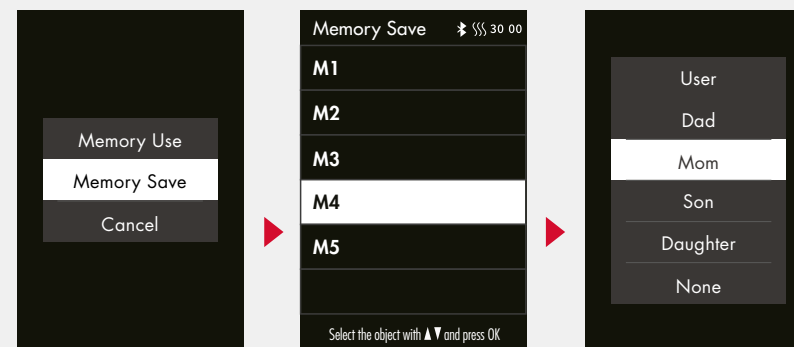 Memory Use
Memory Save
Cancel
Memory Save 30 00
M1
M2
M3
M4
M5
Select the object with ▲▼ and press OK
User
Dad
Mom
Son
Daughter
None